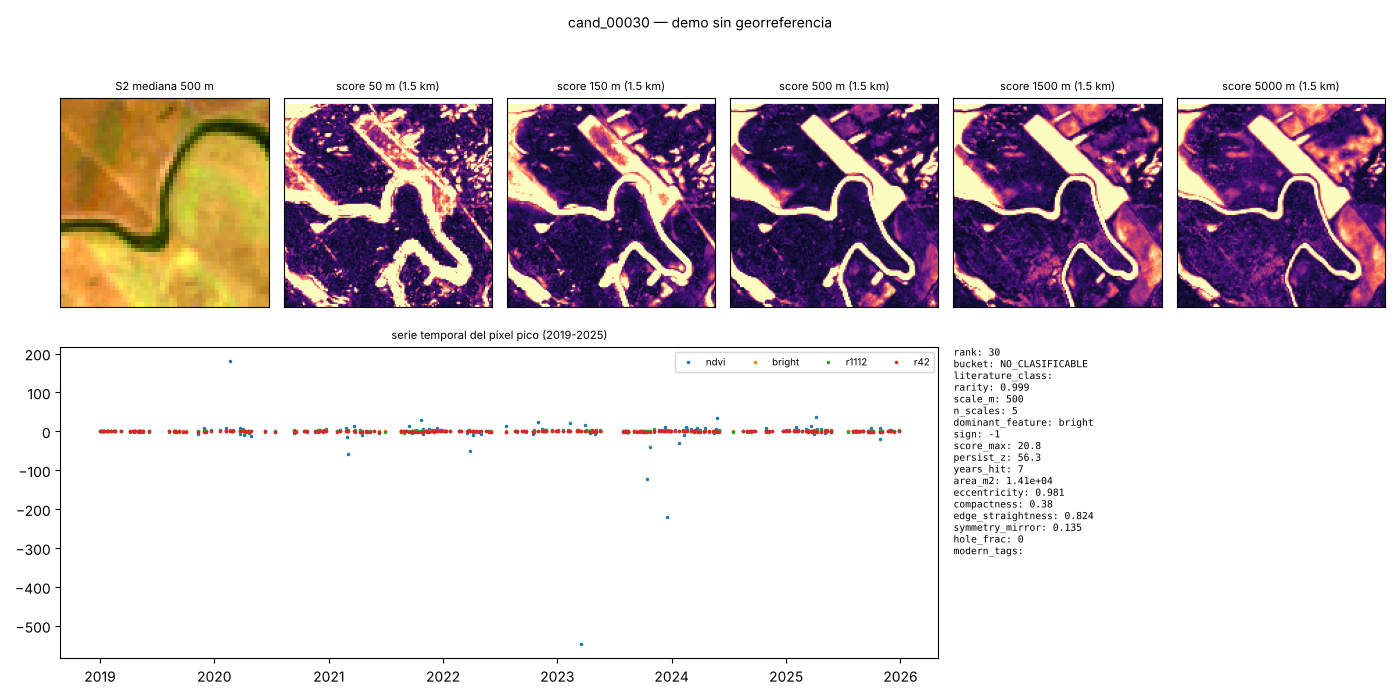 cand_00030 — demo sin georreferencia
S2 mediana 500 m
score 50 m (1.5 km)
score 150 m (1.5 km)
score 500 m (1.5 km)
score 1500 m (1.5 km)
score 5000 m (1.5 km)
serie temporal del píxel pico (2019-2025)
ndvi
bright
r1112
r42
200
100
0
−100
−200
−300
−400
−500
2019
2020
2021
2022
2023
2024
2025
2026
rank: 30
bucket: NO_CLASIFICABLE
literature_class:
rarity: 0.999
scale_m: 500
n_scales: 5
dominant_feature: bright
sign: -1
score_max: 20.8
persist_z: 56.3
years_hit: 7
area_m2: 1.41e+04
eccentricity: 0.981
compactness: 0.38
edge_straightness: 0.824
symmetry_mirror: 0.135
hole_frac: 0
modern_tags: